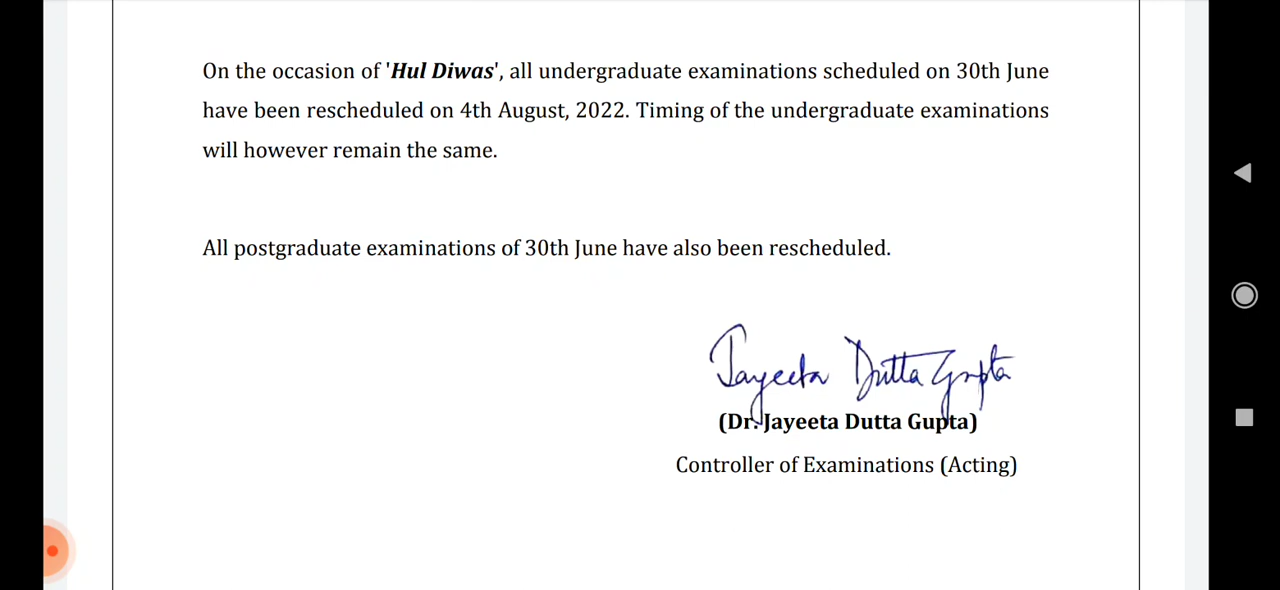 On the occasion of 'Hul Diwas', all undergraduate examinations scheduled on 30th June
have been rescheduled on 4th August, 2022. Timing of the undergraduate examinations
will however remain the same.
All postgraduate examinations of 30th June have also been rescheduled.
Jayeeta Dutta Gupta
(Dr. Jayeeta Dutta Gupta)
Controller of Examinations (Acting)